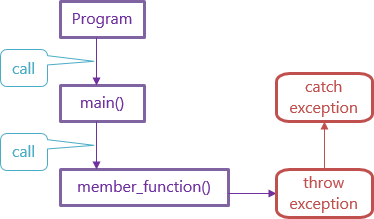 Program
call
main()
catch
exception
call
member_function()
throw
exception